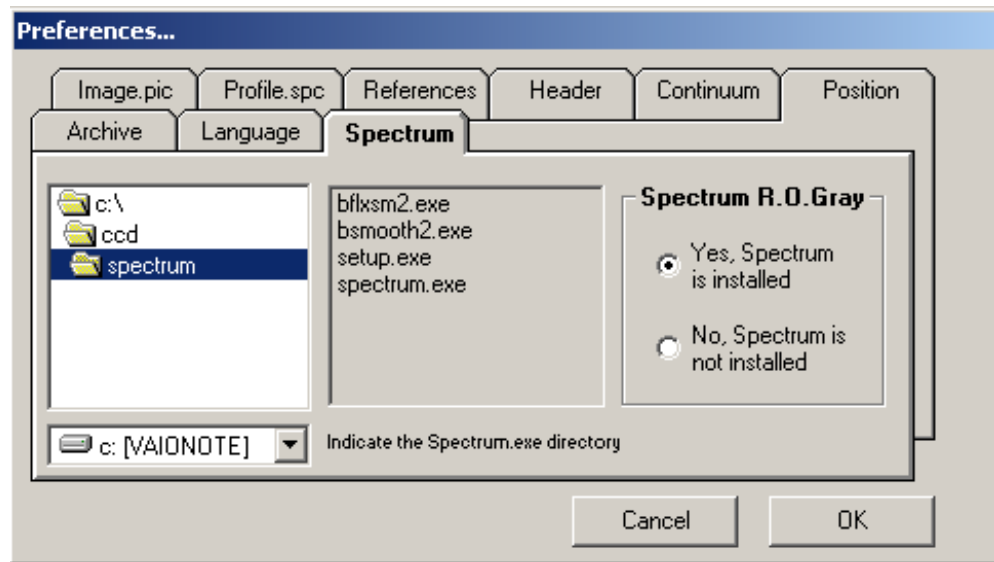 Preferences...
Image.pic
Profile.spc
References
Header
Continuum
Position
Archive
Language
Spectrum
c:\
ccd
spectrum
bflxsm2.exe
bsmooth2.exe
setup.exe
spectrum.exe
Spectrum R.O.Gray
Yes, Spectrum
is installed
No, Spectrum is
not installed
c: [VAIONOTE]
Indicate the Spectrum.exe directory
Cancel
OK